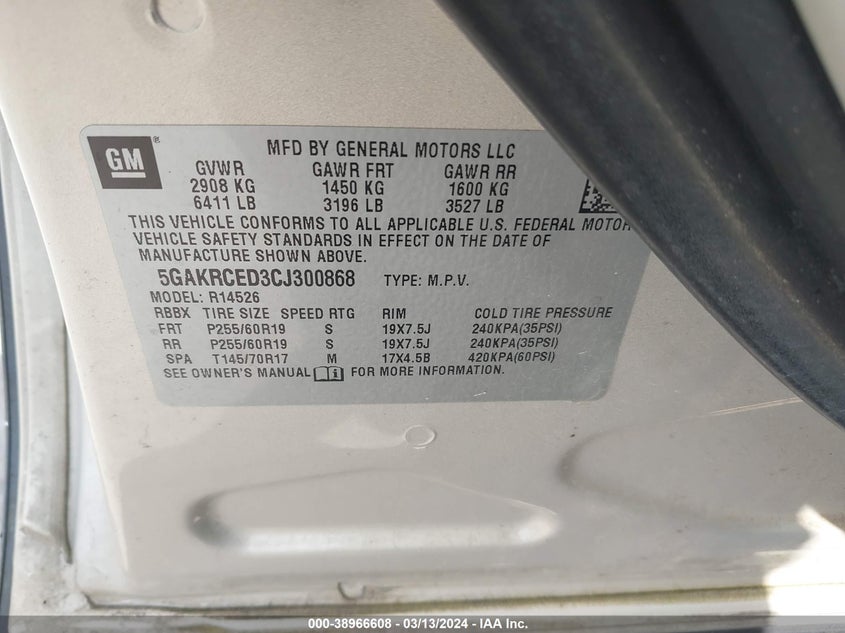 GM ®
MFD BY GENERAL MOTORS LLC
GVWR GAWR FRT GAWR RR
2908 KG 1450 KG 1600 KG
6411 LB 3196 LB 3527 LB
THIS VEHICLE CONFORMS TO ALL APPLICABLE U.S. FEDERAL MOTOR
VEHICLE SAFETY STANDARDS IN EFFECT ON THE DATE OF
MANUFACTURE SHOWN ABOVE.
5GAKRCED3CJ300868 TYPE: M.P.V.
MODEL: R14526
RBBX TIRE SIZE SPEED RTG RIM COLD TIRE PRESSURE
FRT P255/60R19 S 19X7.5J 240KPA(35PSI)
RR P255/60R19 S 19X7.5J 240KPA(35PSI)
SPA T145/70R17 M 17X4.5B 420KPA(60PSI)
SEE OWNER'S MANUAL i FOR MORE INFORMATION.
000-38966608 - 03/13/2024 - IAA Inc.